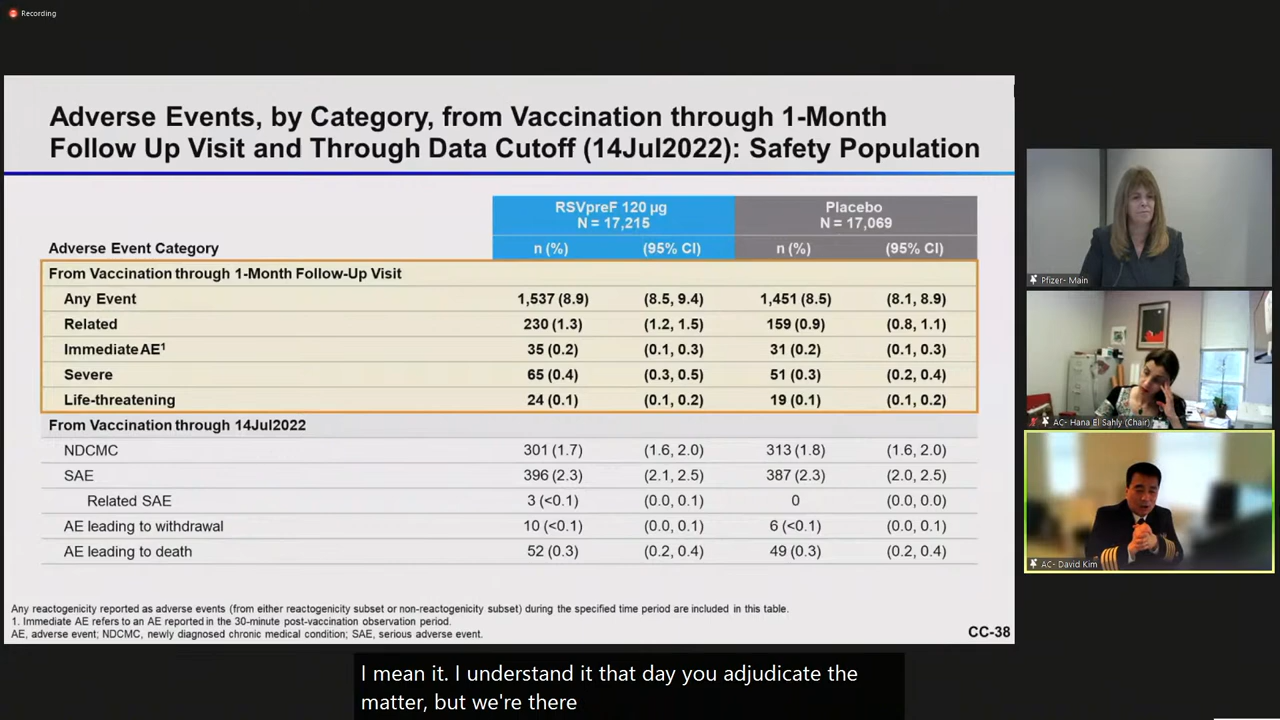 Recording
Adverse Events, by Category, from Vaccination through 1-Month
Follow Up Visit and Through Data Cutoff (14Jul2022): Safety Population
RSVpreF 120 µg Placebo
N = 17,215 N = 17,069
Adverse Event Category n (%) (95% CI) n (%) (95% CI)
From Vaccination through 1-Month Follow-Up Visit
Any Event 1,537 (8.9) (8.5, 9.4) 1,451 (8.5) (8.1, 8.9)
Related 230 (1.3) (1.2, 1.5) 159 (0.9) (0.8, 1.1)
Immediate AE¹ 35 (0.2) (0.1, 0.3) 31 (0.2) (0.1, 0.3)
Severe 65 (0.4) (0.3, 0.5) 51 (0.3) (0.2, 0.4)
Life-threatening 24 (0.1) (0.1, 0.2) 19 (0.1) (0.1, 0.2)
From Vaccination through 14Jul2022
NDCMC 301 (1.7) (1.6, 2.0) 313 (1.8) (1.6, 2.0)
SAE 396 (2.3) (2.1, 2.5) 387 (2.3) (2.0, 2.5)
Related SAE 3 (<0.1) (0.0, 0.1) 0 (0.0, 0.0)
AE leading to withdrawal 10 (<0.1) (0.0, 0.1) 6 (<0.1) (0.0, 0.1)
AE leading to death 52 (0.3) (0.2, 0.4) 49 (0.3) (0.2, 0.4)
Any reactogenicity reported as adverse events (from either reactogenicity subset or non-reactogenicity subset) during the specified time period are included in this table.
1. Immediate AE refers to an AE reported in the 30-minute post-vaccination observation period.
AE, adverse event; NDCMC, newly diagnosed chronic medical condition; SAE, serious adverse event.
CC-38
Pfizer- Main
AC- Hana El Sahly (Chair)
AC- David Kim
I mean it. I understand it that day you adjudicate the
matter, but we're there